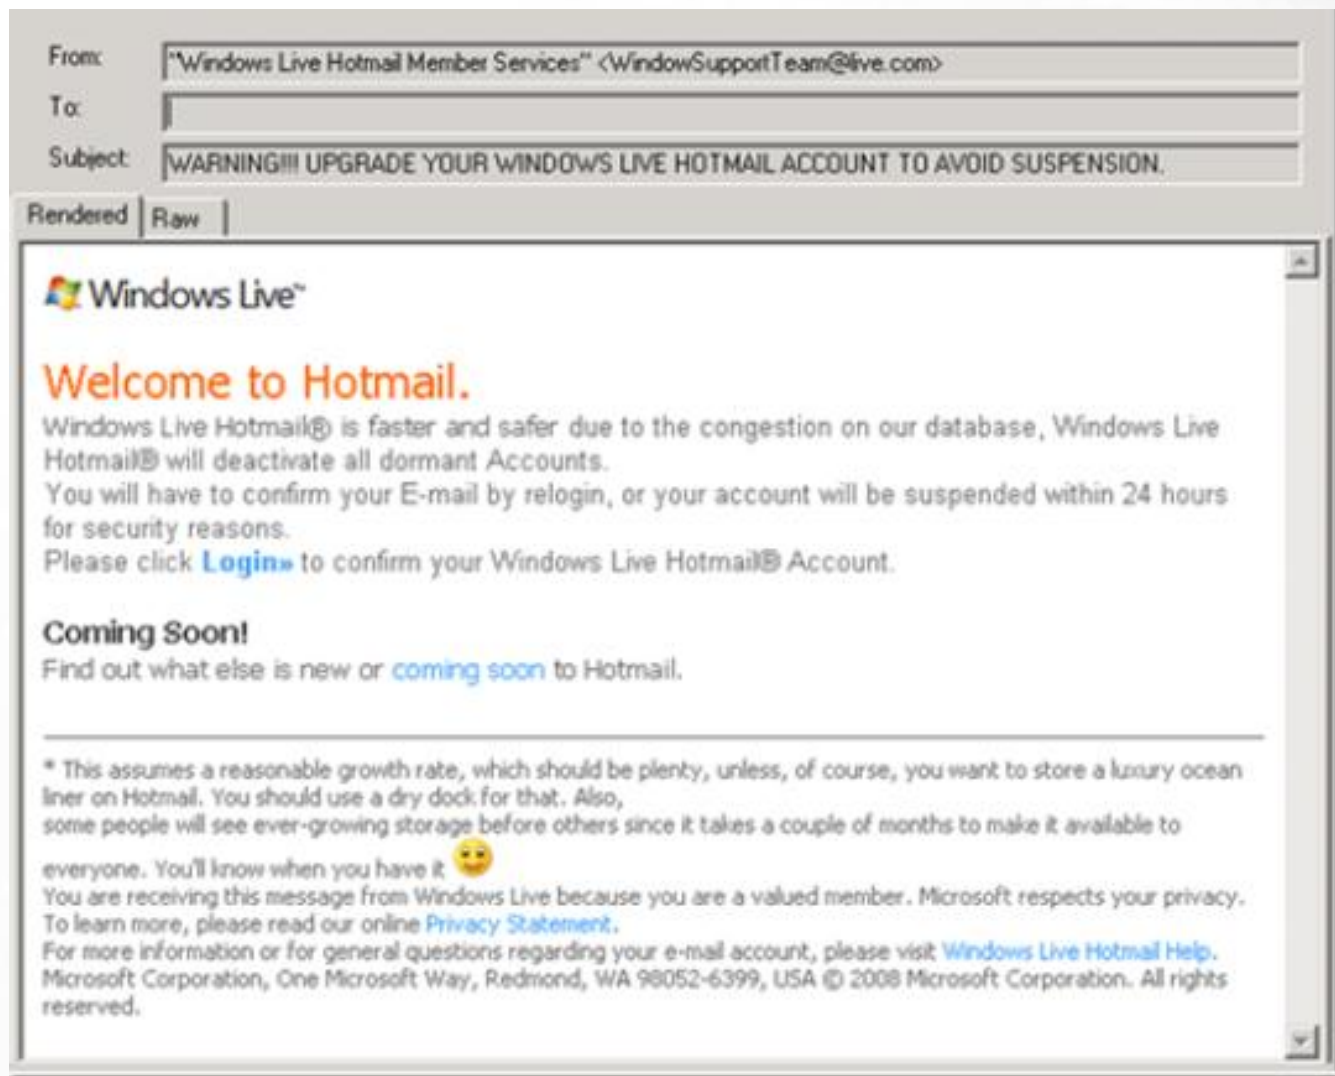 From: "Windows Live Hotmail Member Services" <WindowSupportTeam@live.com>
To:
Subject: WARNING!!! UPGRADE YOUR WINDOWS LIVE HOTMAIL ACCOUNT TO AVOID SUSPENSION.
Rendered Raw
Windows Live™
Welcome to Hotmail.
Windows Live Hotmail® is faster and safer due to the congestion on our database, Windows Live
Hotmail® will deactivate all dormant Accounts.
You will have to confirm your E-mail by relogin, or your account will be suspended within 24 hours
for security reasons.
Please click Login» to confirm your Windows Live Hotmail® Account.
Coming Soon!
Find out what else is new or coming soon to Hotmail.
* This assumes a reasonable growth rate, which should be plenty, unless, of course, you want to store a luxury ocean
liner on Hotmail. You should use a dry dock for that. Also,
some people will see ever-growing storage before others since it takes a couple of months to make it available to
everyone. You'll know when you have it
You are receiving this message from Windows Live because you are a valued member. Microsoft respects your privacy.
To learn more, please read our online Privacy Statement.
For more information or for general questions regarding your e-mail account, please visit Windows Live Hotmail Help.
Microsoft Corporation, One Microsoft Way, Redmond, WA 98052-6399, USA © 2008 Microsoft Corporation. All rights
reserved.